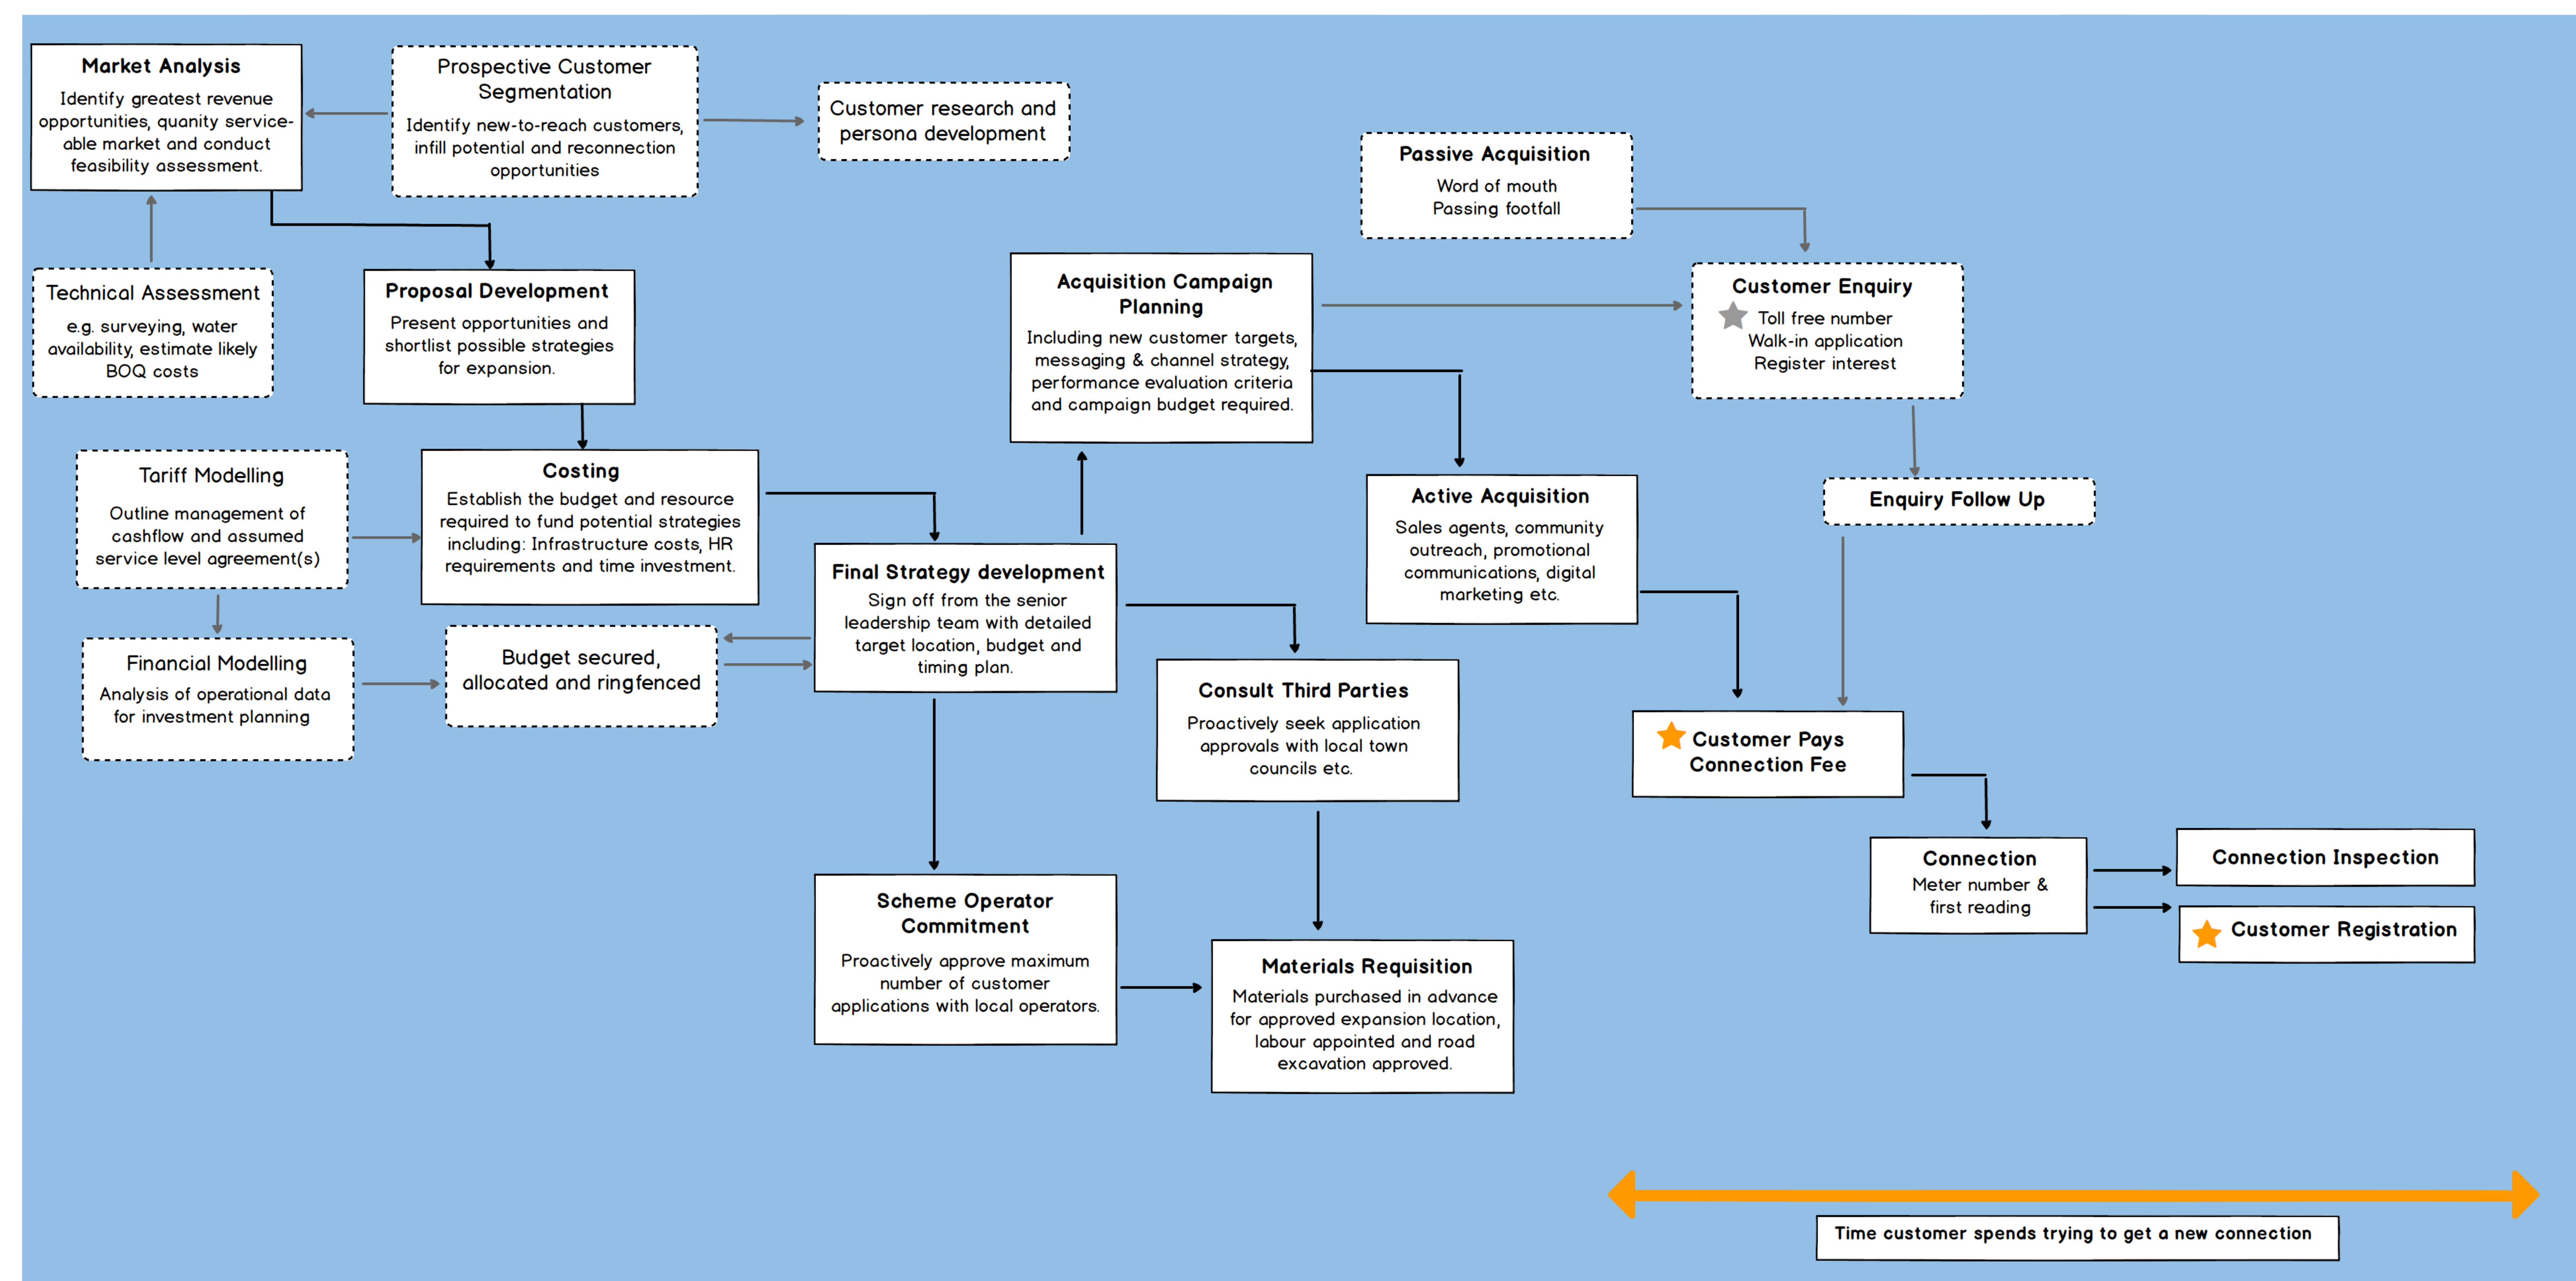 Market Analysis
Identify greatest revenue
opportunities, quanity service-
able market and conduct
feasibility assessment.
Prospective Customer
Segmentation
Identify new-to-reach customers,
infill potential and reconnection
opportunities
Customer research and
persona development
Passive Acquisition
Word of mouth
Passing footfall
Technical Assessment
e.g. surveying, water
availability, estimate likely
BOQ costs
Proposal Development
Present opportunities and
shortlist possible strategies
for expansion.
Acquisition Campaign
Planning
Including new customer targets,
messaging & channel strategy,
performance evaluation criteria
and campaign budget required.
Customer Enquiry
Toll free number
Walk-in application
Register interest
Tariff Modelling
Outline management of
cashflow and assumed
service level agreement(s)
Costing
Establish the budget and resource
required to fund potential strategies
including: Infrastructure costs, HR
requirements and time investment.
Active Acquisition
Sales agents, community
outreach, promotional
communications, digital
marketing etc.
Enquiry Follow Up
Final Strategy development
Sign off from the senior
leadership team with detailed
target location, budget and
timing plan.
Financial Modelling
Analysis of operational data
for investment planning
Budget secured,
allocated and ringfenced
Consult Third Parties
Proactively seek application
approvals with local town
councils etc.
Customer Pays
Connection Fee
Connection
Meter number &
first reading
Connection Inspection
Customer Registration
Scheme Operator
Commitment
Proactively approve maximum
number of customer
applications with local operators.
Materials Requisition
Materials purchased in advance
for approved expansion location,
labour appointed and road
excavation approved.
Time customer spends trying to get a new connection